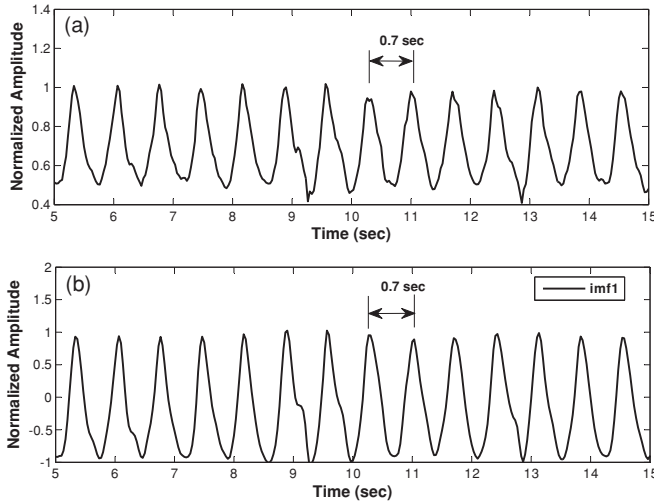 (a)
0.7 sec
Normalized Amplitude
1.4
1.2
1
0.8
0.6
0.4
5 6 7 8 9 10 11 12 13 14 15
Time (sec)
(b)
0.7 sec
imf1
Normalized Amplitude
2
1.5
1
0.5
0
-0.5
-1
5 6 7 8 9 10 11 12 13 14 15
Time (sec)